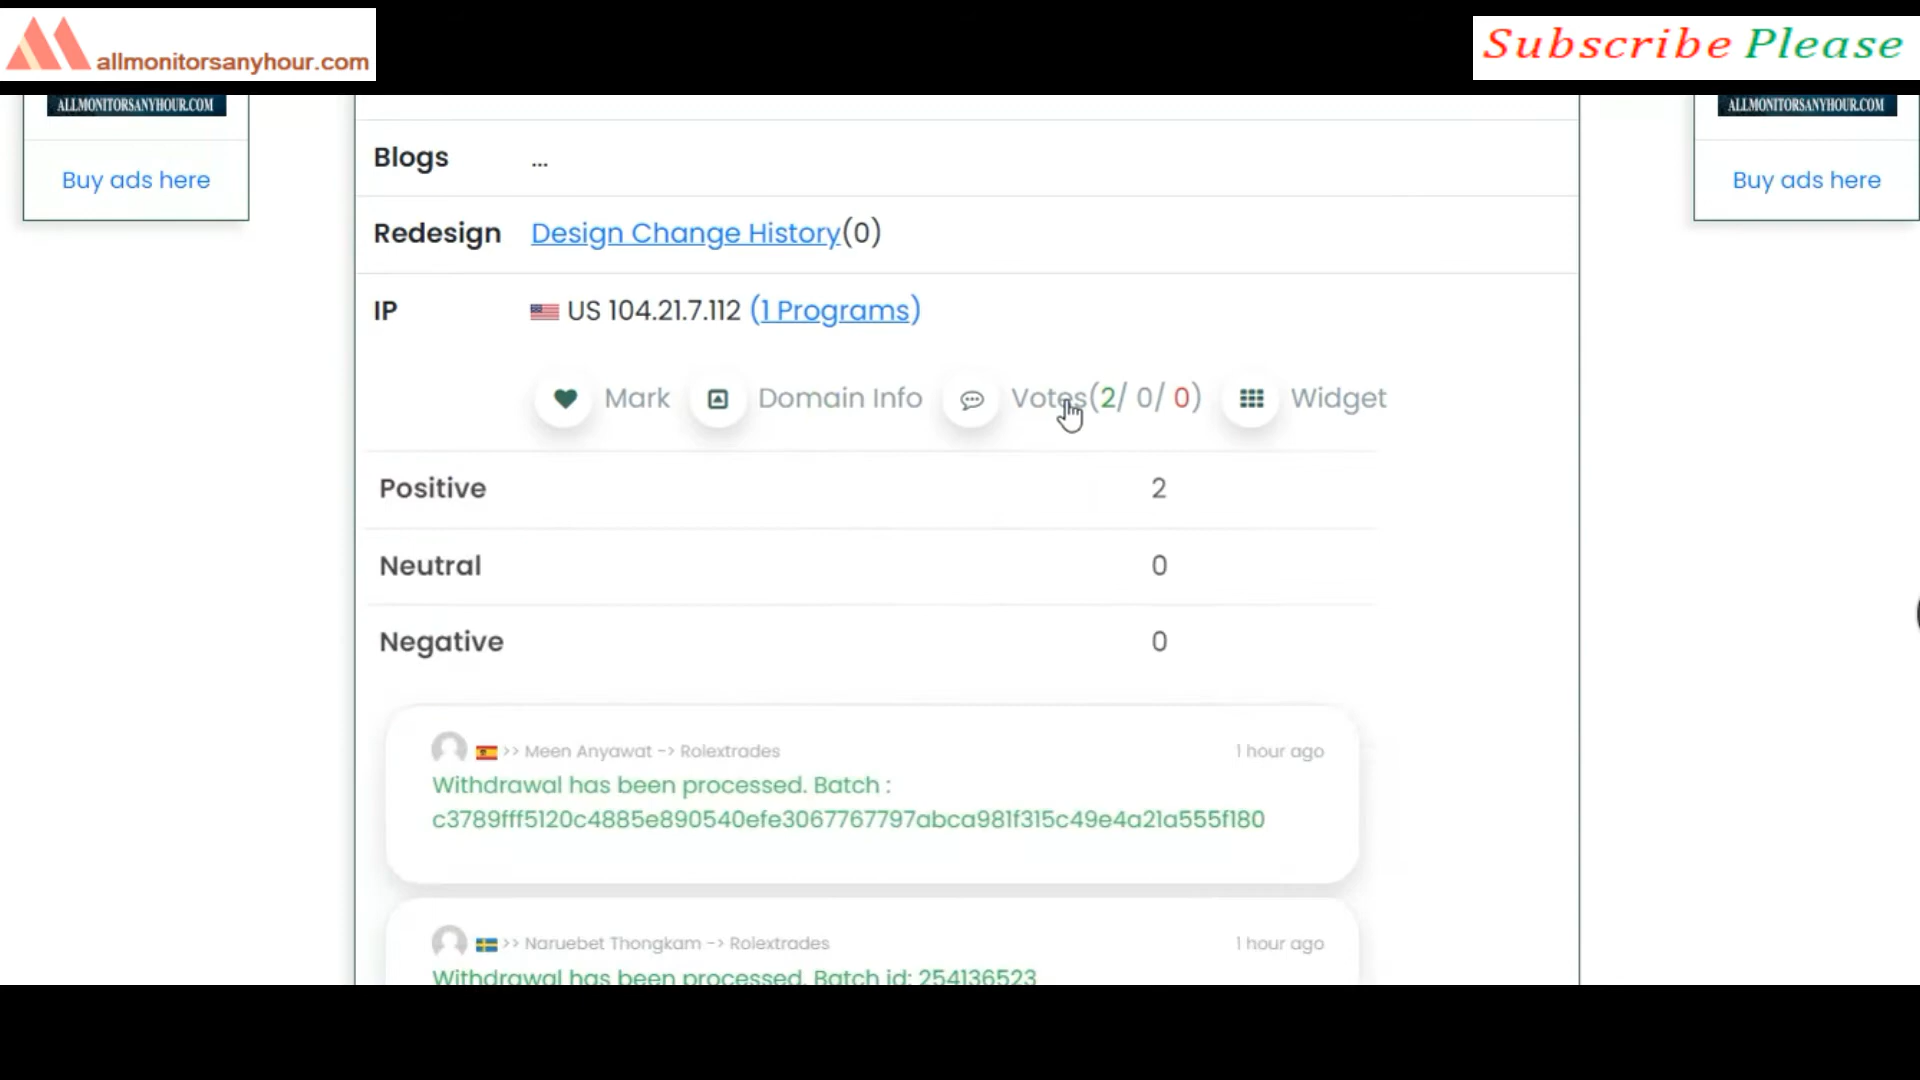 allmonitorsanyhour.com
Subscribe Please
ALLMONITORSANYHOUR.COM
ALLMONITORSANYHOUR.COM
Buy ads here
Buy ads here
Blogs ...
Redesign Design Change History(0)
IP US 104.21.7.112 (1 Programs)
Mark Domain Info Votes(2/ 0/ 0) Widget
Positive 2
Neutral 0
Negative 0
>> Meen Anyawat -> Rolextrades 1 hour ago
Withdrawal has been processed. Batch :
c3789fff5120c4885e890540efe3067767797abca981f315c49e4a21a555f180
>> Naruebet Thongkam -> Rolextrades 1 hour ago
Withdrawal has been processed. Batch id: 254136523